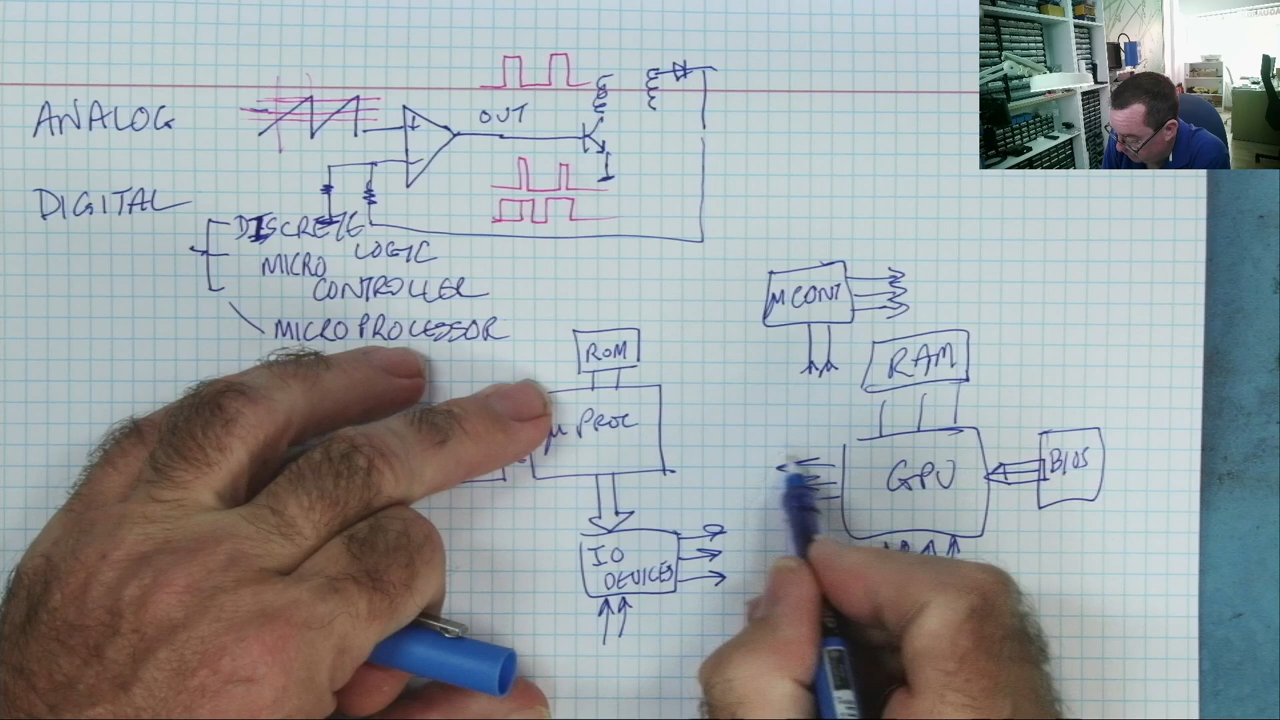 ANALOG
OUT
DIGITAL
DISCRETE
LOGIC
MICRO
CONTROLLER
MICROPROCESSOR
μ CONT
ROM
RAM
μ PROC
GPU
BIOS
IO
DEVICES